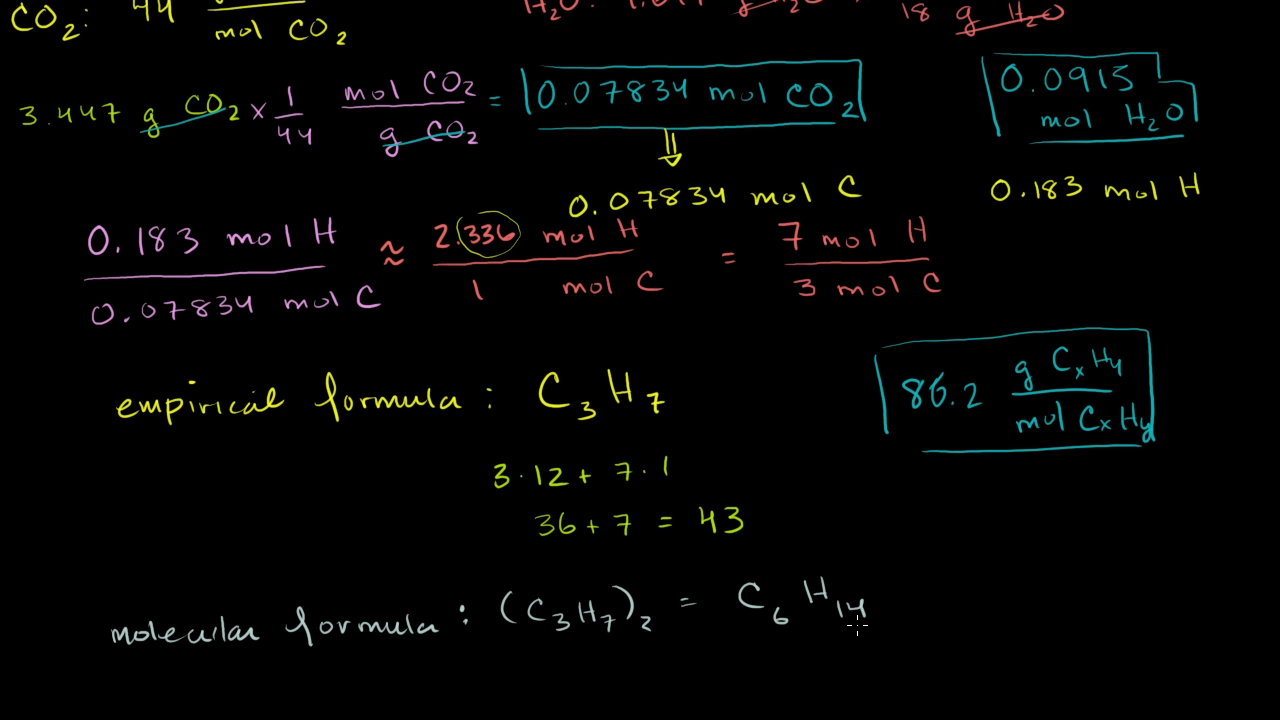 CO₂: 44
mol CO₂
18 g H₂O
3.447 g CO₂ × 1/44 mol CO₂/g CO₂ = 0.07834 mol CO₂
0.0915
mol H₂O
⇓
0.07834 mol C
0.183 mol H
0.183 mol H / 0.07834 mol C ≈ 2.336 mol H / 1 mol C = 7 mol H / 3 mol C
86.2 g CxHy / mol CxHy
empirical formula: C₃H₇
3·12 + 7·1
36 + 7 = 43
molecular formula: (C₃H₇)₂ = C₆H₁₄